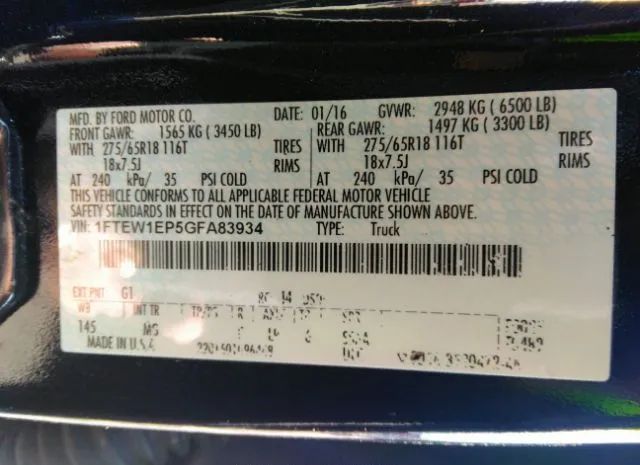 MFD. BY FORD MOTOR CO. DATE: 01/16 GVWR: 2948 KG ( 6500 LB)
FRONT GAWR: 1565 KG ( 3450 LB) REAR GAWR: 1497 KG ( 3300 LB)
WITH 275/65R18 116T TIRES WITH 275/65R18 116T TIRES
18x7.5J RIMS 18x7.5J RIMS
AT 240 kPa/ 35 PSI COLD AT 240 kPa/ 35 PSI COLD
THIS VEHICLE CONFORMS TO ALL APPLICABLE FEDERAL MOTOR VEHICLE
SAFETY STANDARDS IN EFFECT ON THE DATE OF MANUFACTURE SHOWN ABOVE.
VIN: 1FTEW1EP5GFA83934 TYPE: Truck
EXT PNT G1
WB INT TR
145 MG
MADE IN U.S.A.